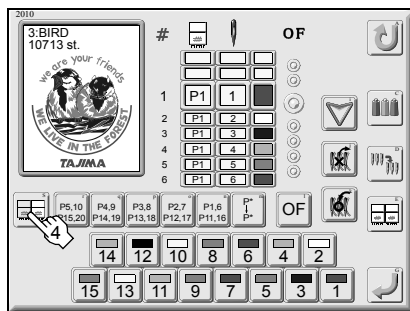 2010
3:BIRD
10713 st.
we are your friends
WE LIVE IN THE FOREST
TAJIMA
# OF
1 P1 1
2 P1 2
3 P1 3
4 P1 4
5 P1 5
6 P1 6
P5,10 P4,9 P3,8 P2,7 P1,6 P* OF
P15,20 P14,19 P13,18 P12,17 P11,16 P*
4
14 12 10 8 6 4 2
15 13 11 9 7 5 3 1